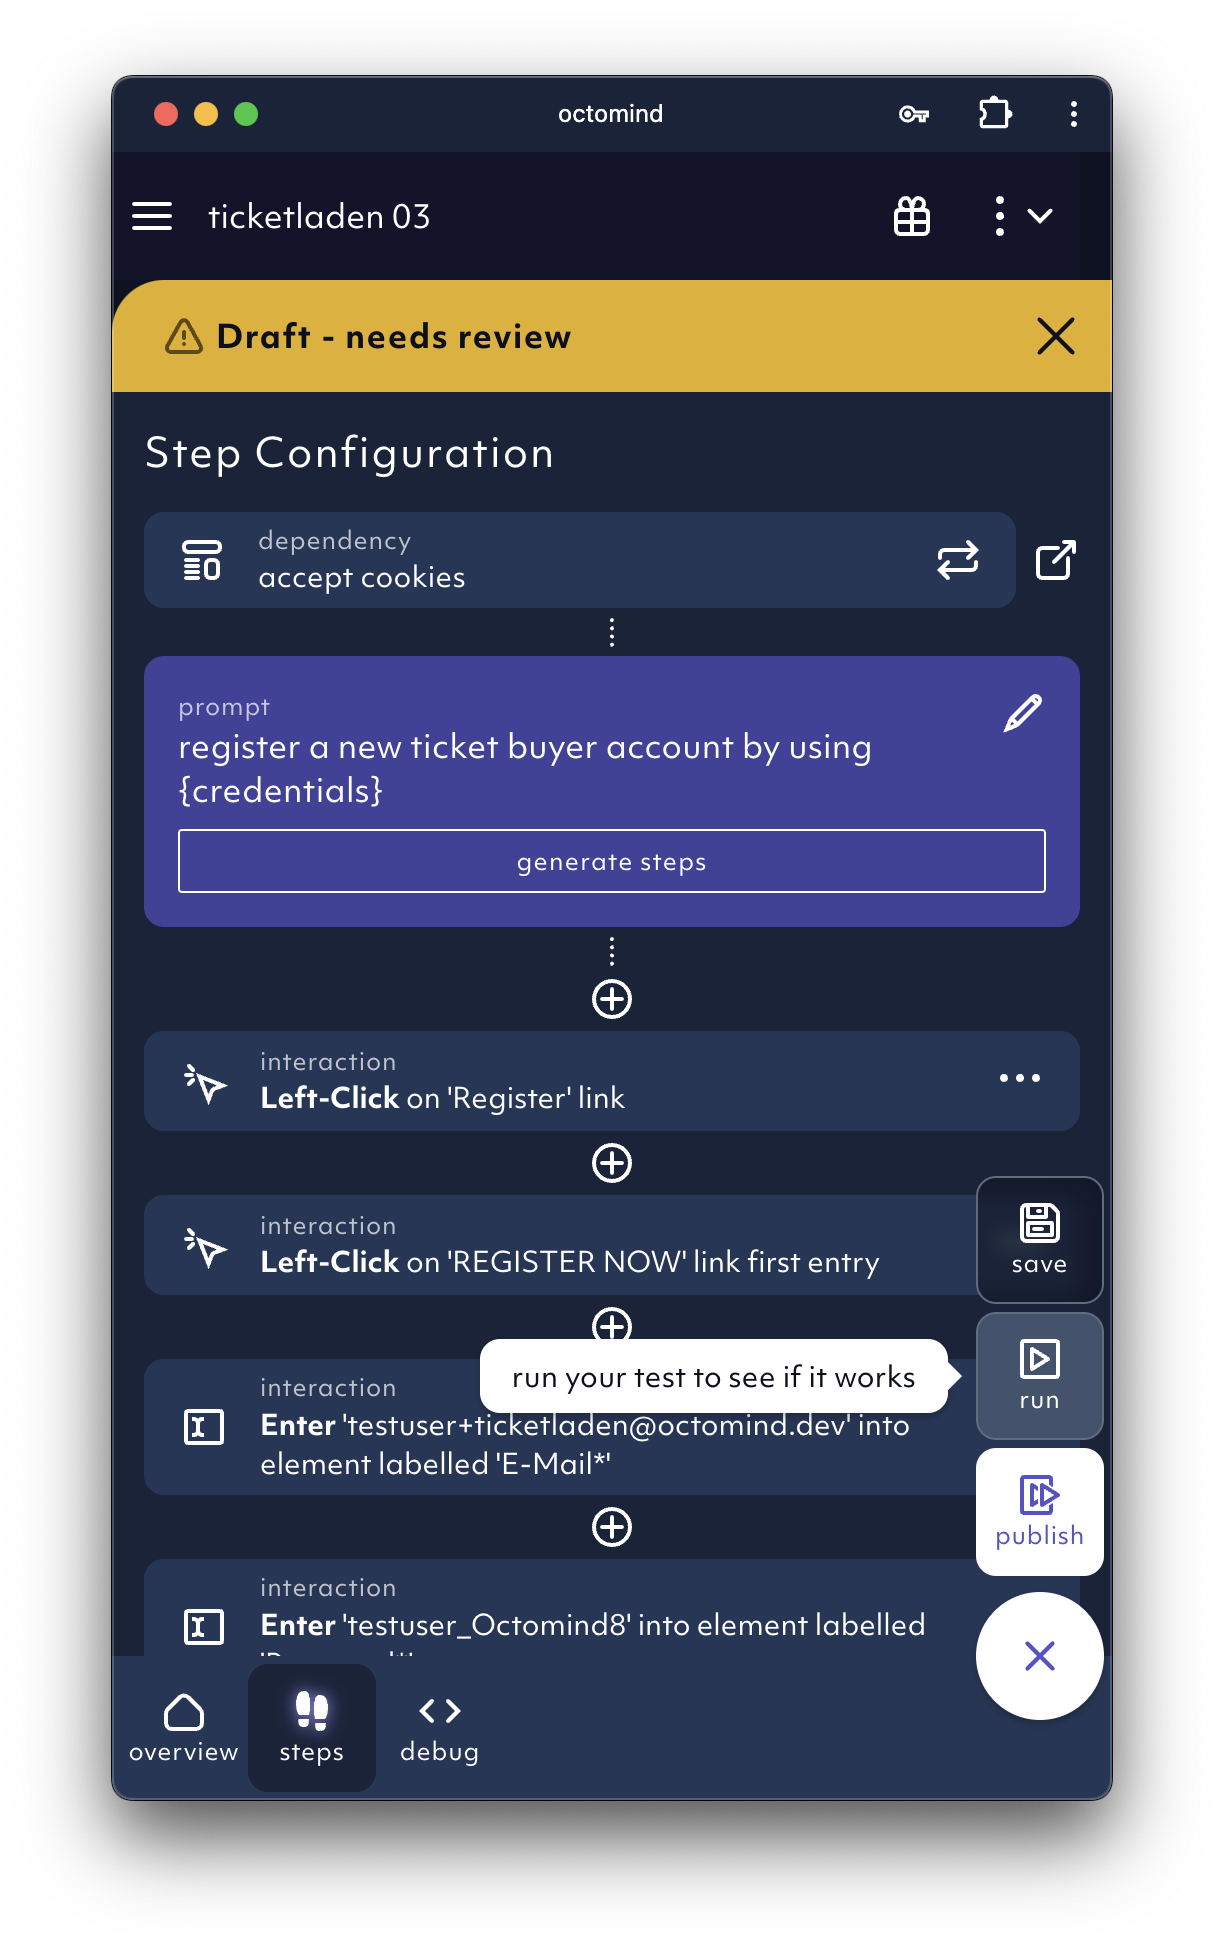 octomind
ticketladen 03
Draft - needs review
Step Configuration
dependency
accept cookies
prompt
register a new ticket buyer account by using
{credentials}
generate steps
interaction
Left-Click on 'Register' link
interaction
Left-Click on 'REGISTER NOW' link first entry
save
run your test to see if it works
run
interaction
Enter 'testuser+ticketladen@octomind.dev' into
element labelled 'E-Mail*'
publish
interaction
Enter 'testuser_Octomind8' into element labelled
overview
steps
debug